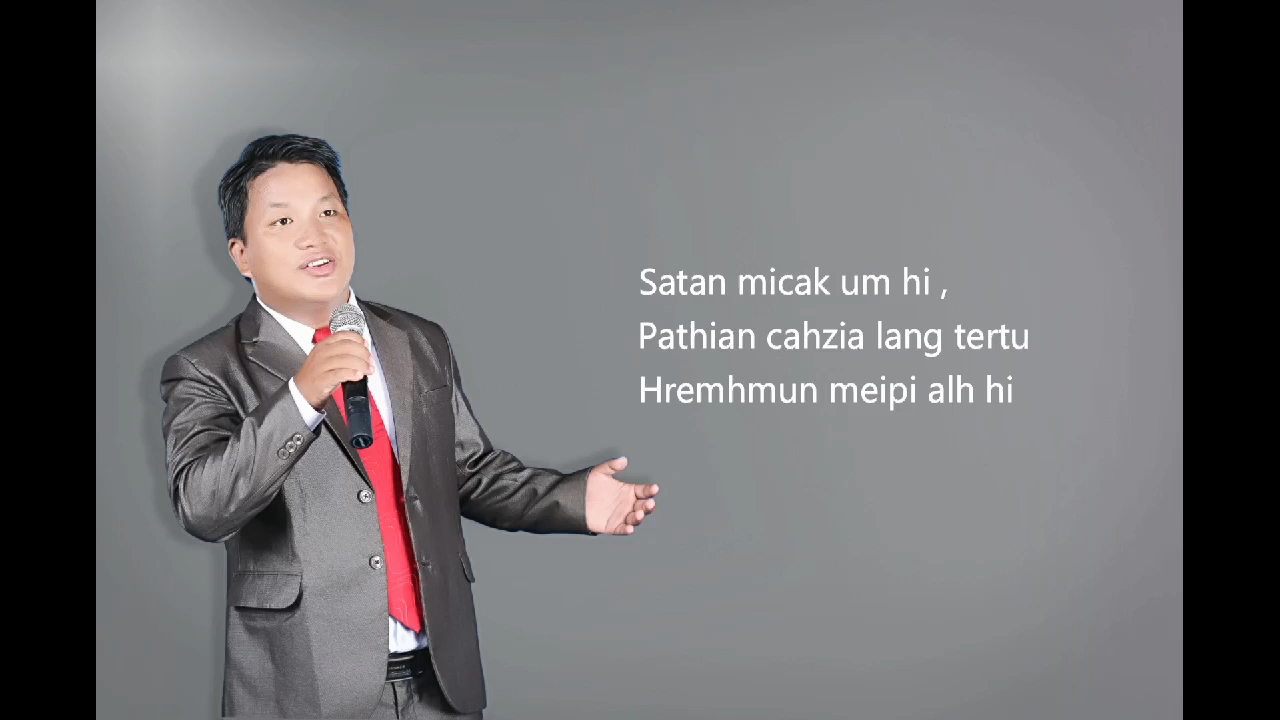 Satan micak um hi ,
Pathian cahzia lang tertu
Hremhmun meipi alh hi